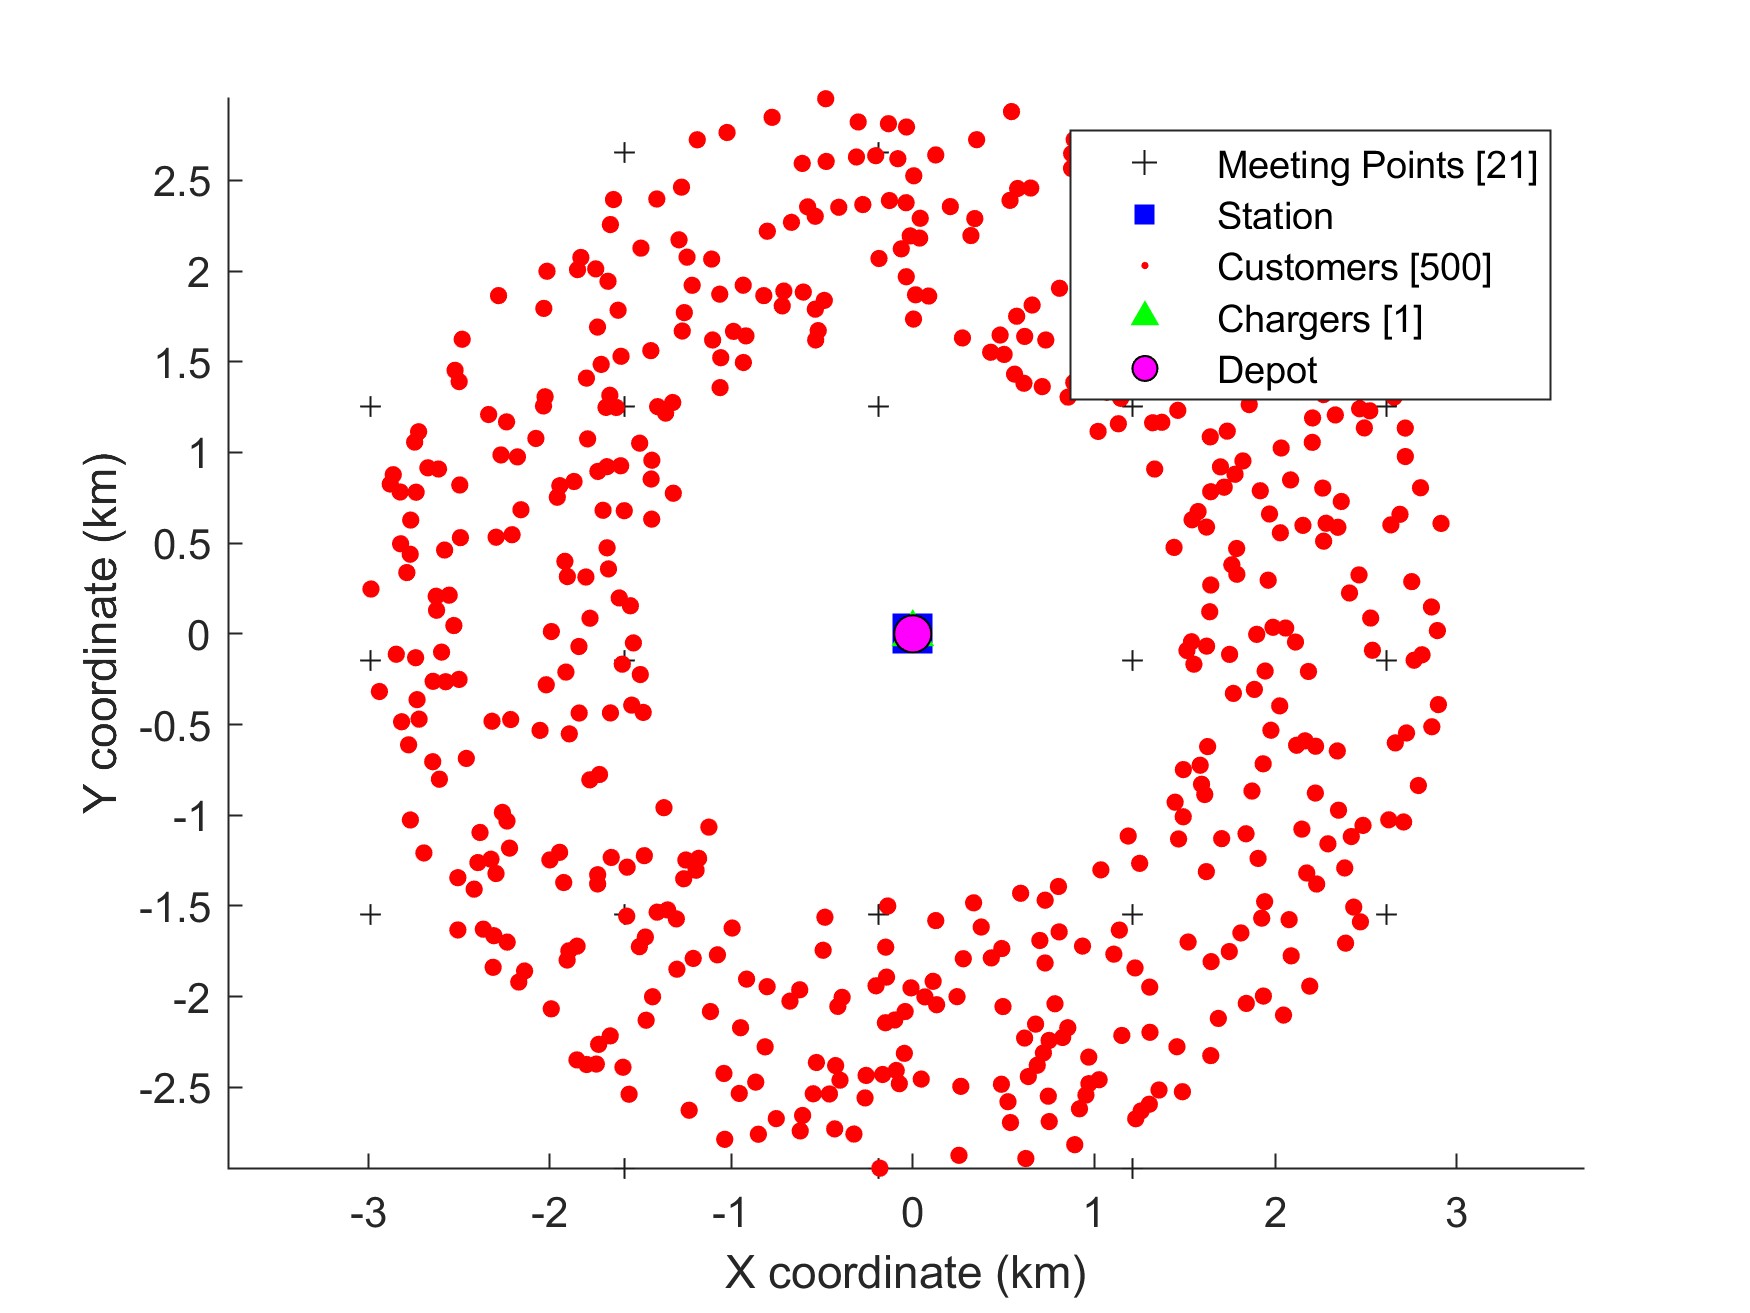 2.5
2
1.5
1
0.5
0
-0.5
-1
-1.5
-2
-2.5
Y coordinate (km)
Meeting Points [21]
Station
Customers [500]
Chargers [1]
Depot
-3
-2
-1
0
1
2
3
X coordinate (km)